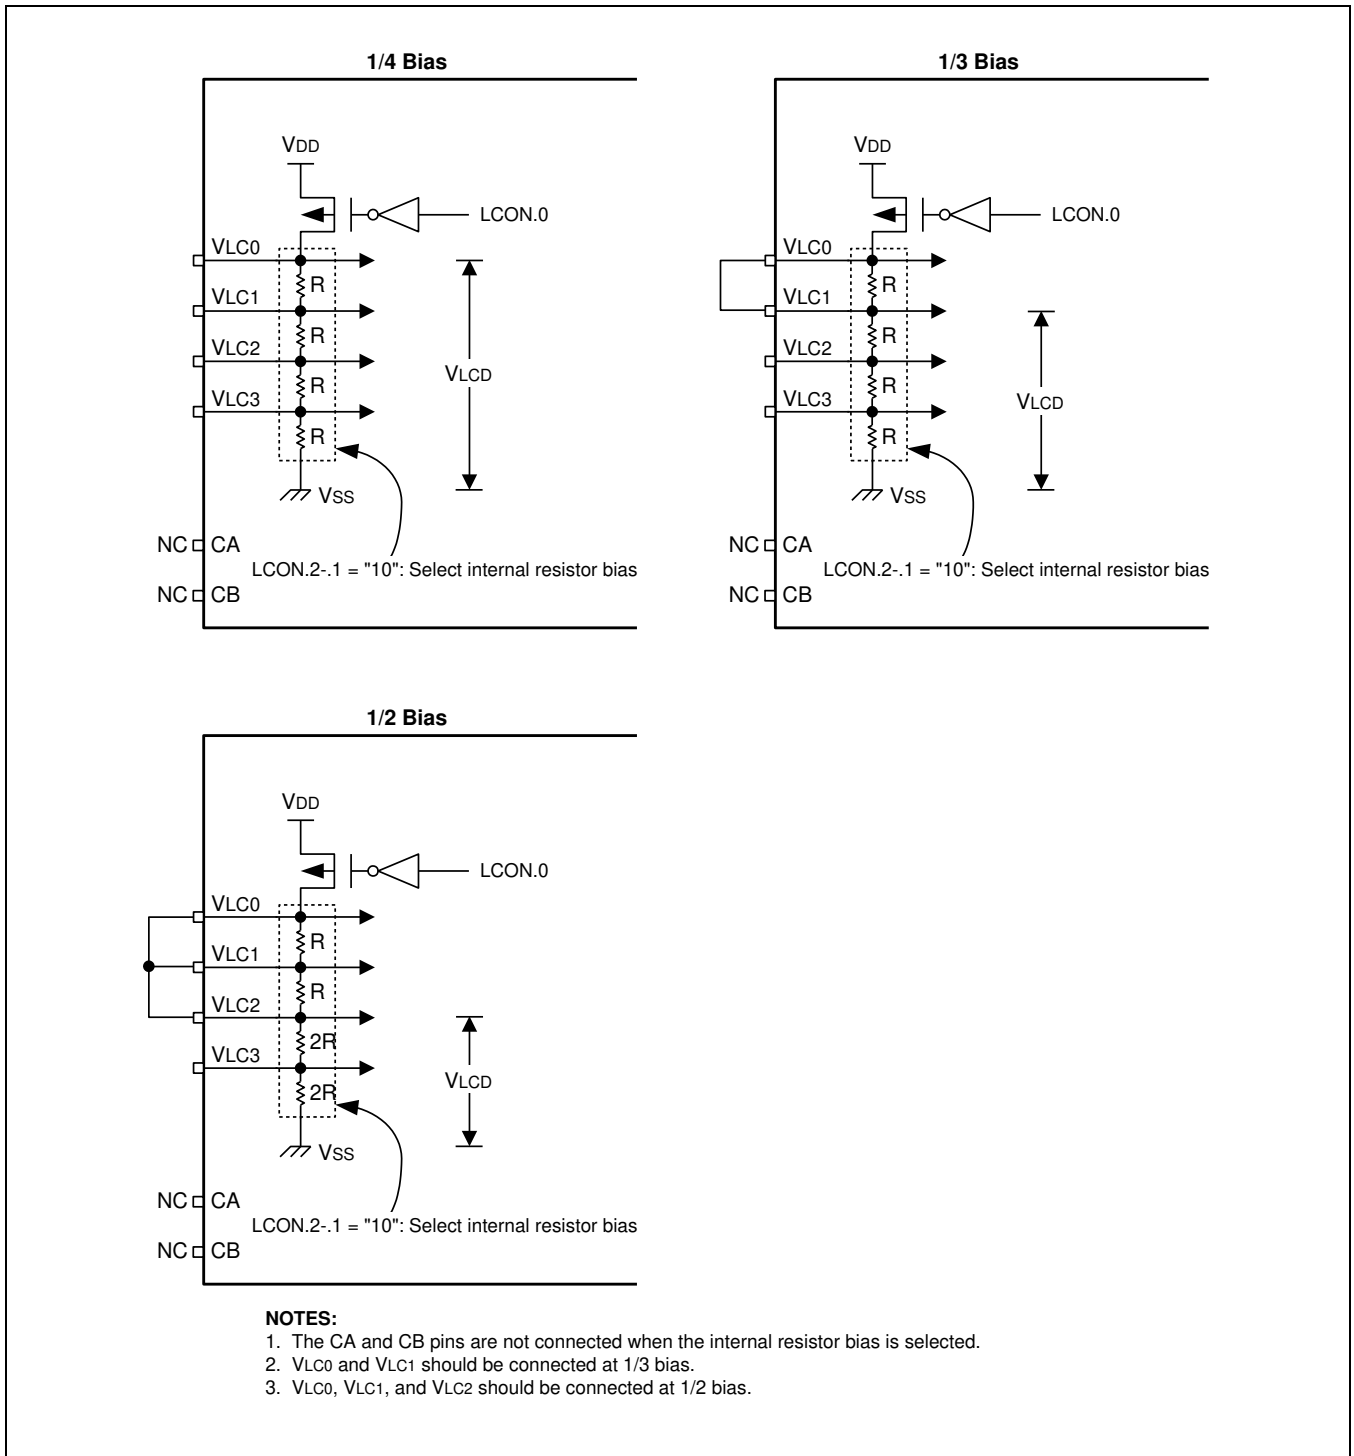 1/4 Bias
VDD
LCON.0
VLC0
R
VLC1
R
VLC2
R
VLCD
VLC3
R
VSS
NC CA
LCON.2-.1 = "10": Select internal resistor bias
NC CB
1/3 Bias
VDD
LCON.0
VLC0
R
VLC1
R
VLC2
R
VLC3
VLCD
R
VSS
NC CA
LCON.2-.1 = "10": Select internal resistor bias
NC CB
1/2 Bias
VDD
LCON.0
VLC0
R
VLC1
R
VLC2
2R
VLC3
VLCD
2R
VSS
NC CA
LCON.2-.1 = "10": Select internal resistor bias
NC CB
NOTES:
1. The CA and CB pins are not connected when the internal resistor bias is selected.
2. VLC0 and VLC1 should be connected at 1/3 bias.
3. VLC0, VLC1, and VLC2 should be connected at 1/2 bias.